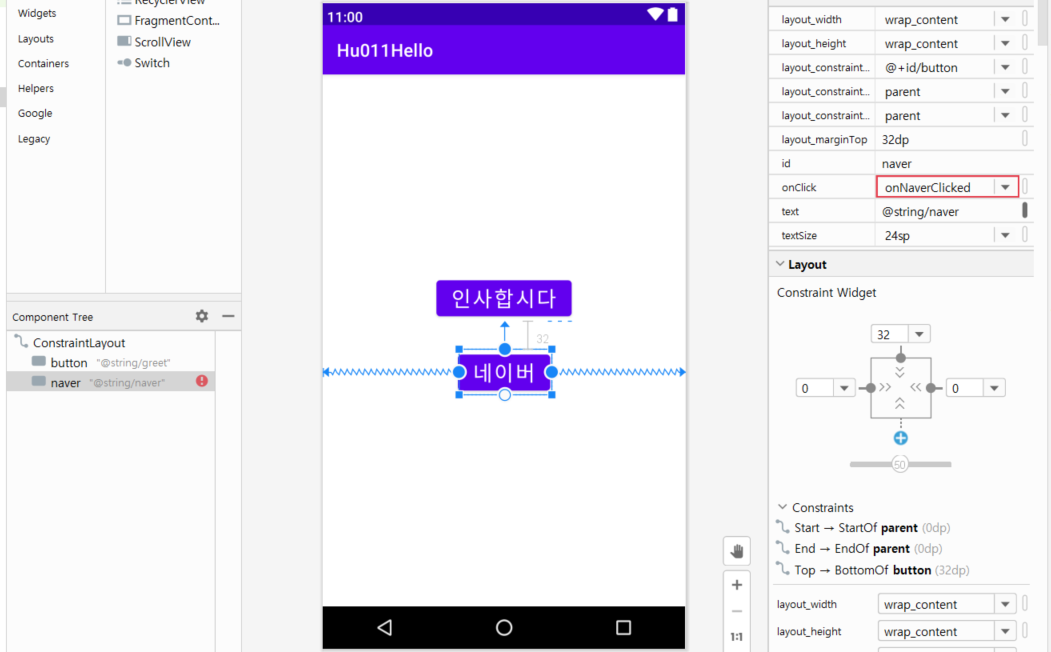 Widgets
Layouts
Containers
Helpers
Google
Legacy
RecyclerView
FragmentCont...
ScrollView
Switch
Component Tree
ConstraintLayout
button "@string/greet"
naver "@string/naver"
11:00
Hu011Hello
인사합시다
32
네이버
1:1
layout_width wrap_content
layout_height wrap_content
layout_constraint... @+id/button
layout_constraint... parent
layout_constraint... parent
layout_marginTop 32dp
id naver
onClick onNaverClicked
text @string/naver
textSize 24sp
Layout
Constraint Widget
32
0 0
50
Constraints
Start → StartOf parent (0dp)
End → EndOf parent (0dp)
Top → BottomOf button (32dp)
layout_width wrap_content
layout_height wrap_content